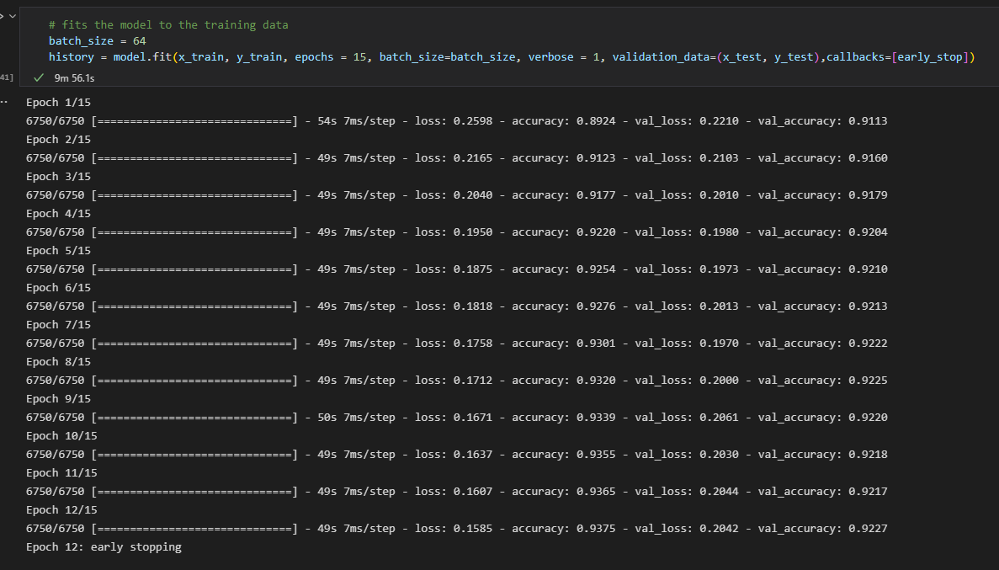 # fits the model to the training data
batch_size = 64
history = model.fit(x_train, y_train, epochs = 15, batch_size=batch_size, verbose = 1, validation_data=(x_test, y_test),callbacks=[early_stop])
41] ✓ 9m 56.1s
Epoch 1/15
6750/6750 [==============================] - 54s 7ms/step - loss: 0.2598 - accuracy: 0.8924 - val_loss: 0.2210 - val_accuracy: 0.9113
Epoch 2/15
6750/6750 [==============================] - 49s 7ms/step - loss: 0.2165 - accuracy: 0.9123 - val_loss: 0.2103 - val_accuracy: 0.9160
Epoch 3/15
6750/6750 [==============================] - 49s 7ms/step - loss: 0.2040 - accuracy: 0.9177 - val_loss: 0.2010 - val_accuracy: 0.9179
Epoch 4/15
6750/6750 [==============================] - 49s 7ms/step - loss: 0.1950 - accuracy: 0.9220 - val_loss: 0.1980 - val_accuracy: 0.9204
Epoch 5/15
6750/6750 [==============================] - 49s 7ms/step - loss: 0.1875 - accuracy: 0.9254 - val_loss: 0.1973 - val_accuracy: 0.9210
Epoch 6/15
6750/6750 [==============================] - 49s 7ms/step - loss: 0.1818 - accuracy: 0.9276 - val_loss: 0.2013 - val_accuracy: 0.9213
Epoch 7/15
6750/6750 [==============================] - 49s 7ms/step - loss: 0.1758 - accuracy: 0.9301 - val_loss: 0.1970 - val_accuracy: 0.9222
Epoch 8/15
6750/6750 [==============================] - 49s 7ms/step - loss: 0.1712 - accuracy: 0.9320 - val_loss: 0.2000 - val_accuracy: 0.9225
Epoch 9/15
6750/6750 [==============================] - 50s 7ms/step - loss: 0.1671 - accuracy: 0.9339 - val_loss: 0.2061 - val_accuracy: 0.9220
Epoch 10/15
6750/6750 [==============================] - 49s 7ms/step - loss: 0.1637 - accuracy: 0.9355 - val_loss: 0.2030 - val_accuracy: 0.9218
Epoch 11/15
6750/6750 [==============================] - 49s 7ms/step - loss: 0.1607 - accuracy: 0.9365 - val_loss: 0.2044 - val_accuracy: 0.9217
Epoch 12/15
6750/6750 [==============================] - 49s 7ms/step - loss: 0.1585 - accuracy: 0.9375 - val_loss: 0.2042 - val_accuracy: 0.9227
Epoch 12: early stopping